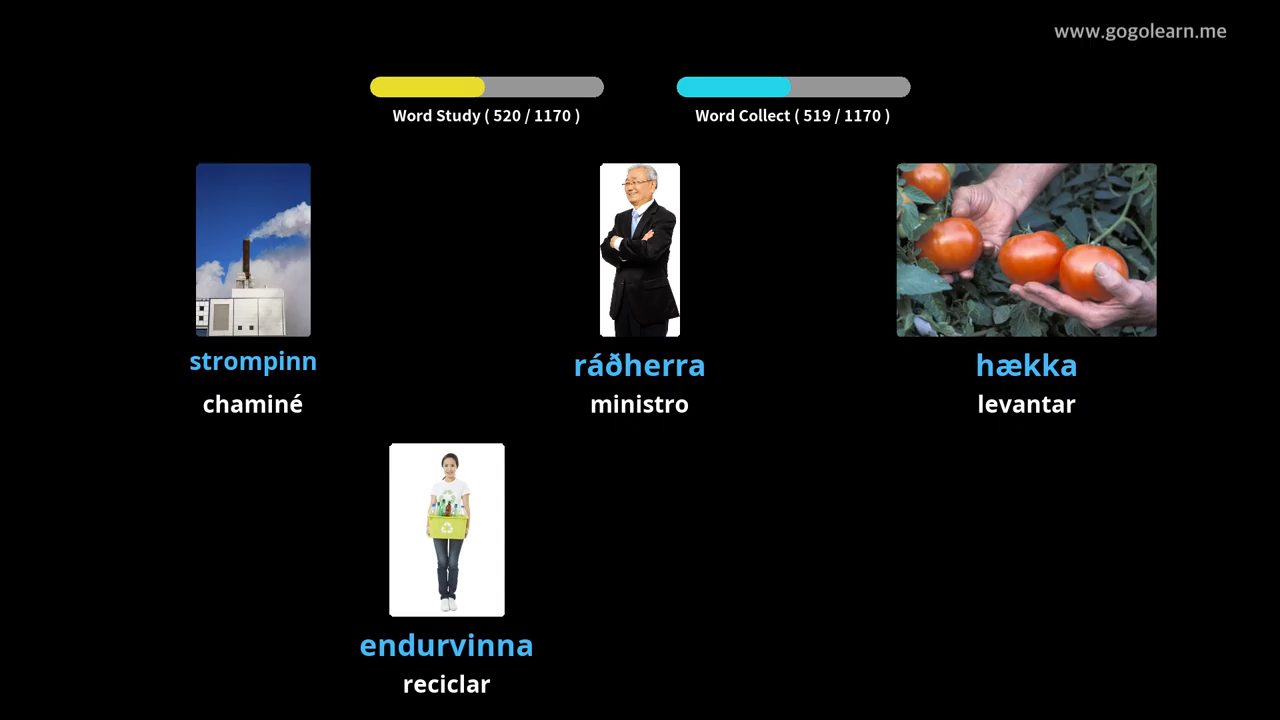 www.gogolearn.me
Word Study ( 520 / 1170 )
Word Collect ( 519 / 1170 )
strompinn
ráðherra
hækka
chaminé
ministro
levantar
endurvinna
reciclar